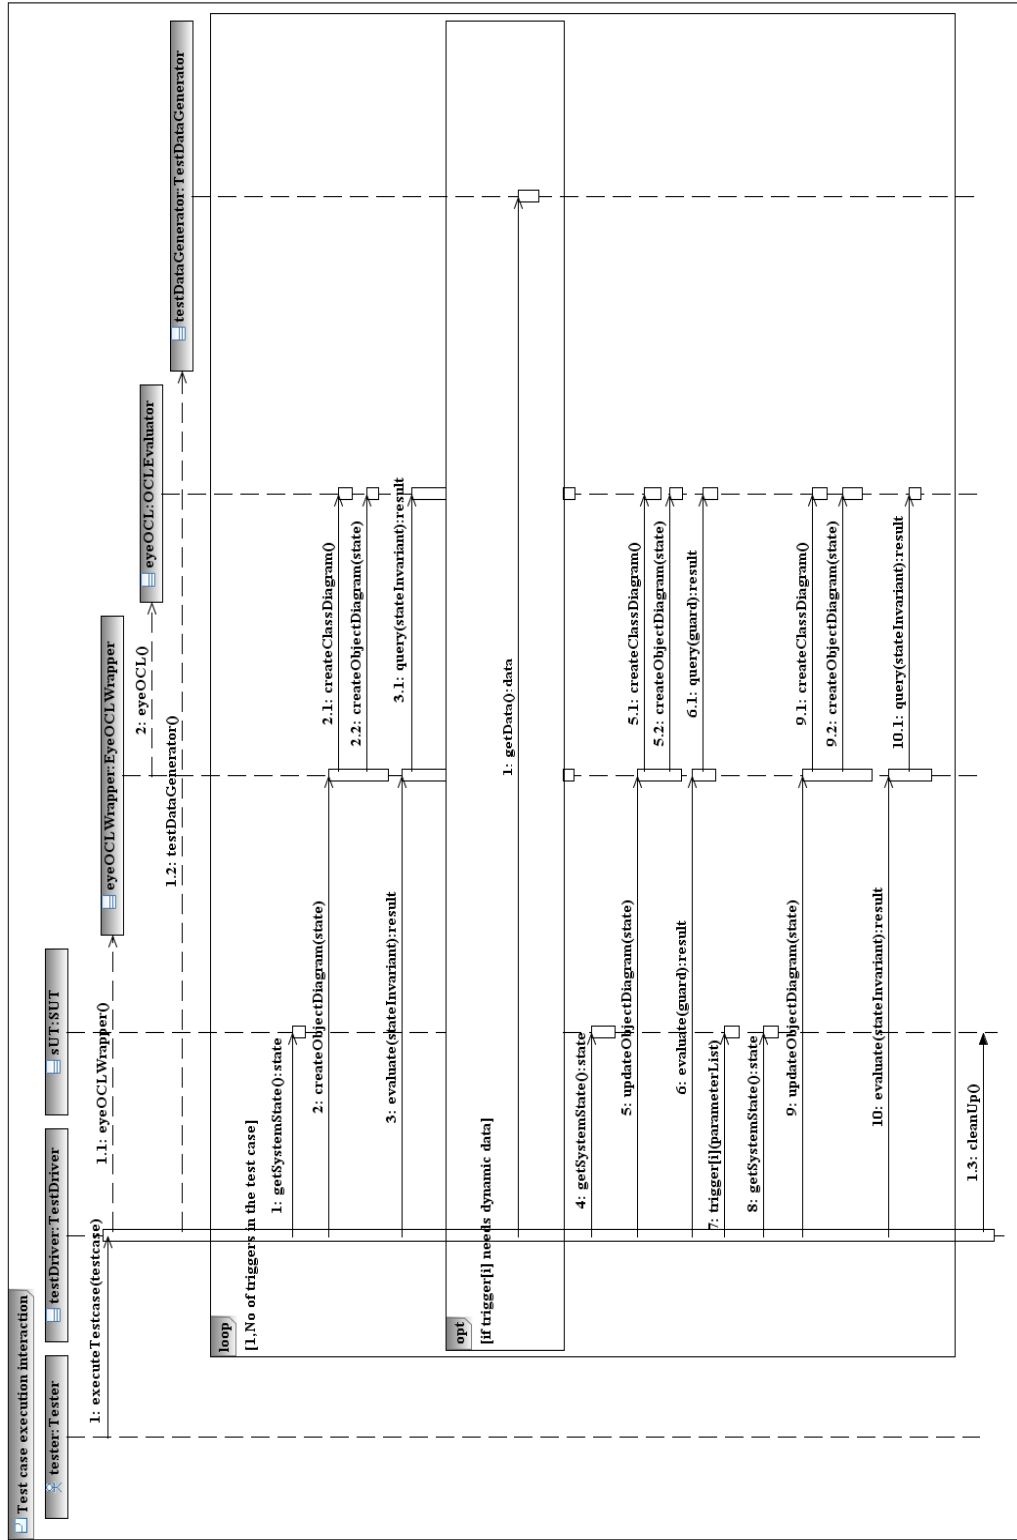 Test case execution interaction
tester:Tester
testDriver:TestDriver
sUT:SUT
eyeOCLWrapper:EyeOCLWrapper
eyeOCL:OCLEvaluator
testDataGenerator:TestDataGenerator
1: executeTestcase(testcase)
1.1: eyeOCLWrapper()
2: eyeOCL()
1.2: testDataGenerator()
loop
[1,No of triggers in the test case]
1: getSystemState():state
2: createObjectDiagram(state)
2.1: createClassDiagram()
2.2: createObjectDiagram(state)
3: evaluate(stateInvariant):result
3.1: query(stateInvariant):result
opt
[if trigger[i] needs dynamic data]
1: getData():data
4: getSystemState():state
5: updateObjectDiagram(state)
5.1: createClassDiagram()
5.2: createObjectDiagram(state)
6: evaluate(guard):result
6.1: query(guard):result
7: trigger[i](parameterList)
8: getSystemState():state
9: updateObjectDiagram(state)
9.1: createClassDiagram()
9.2: createObjectDiagram(state)
10: evaluate(stateInvariant):result
10.1: query(stateInvariant):result
1.3: cleanUp()